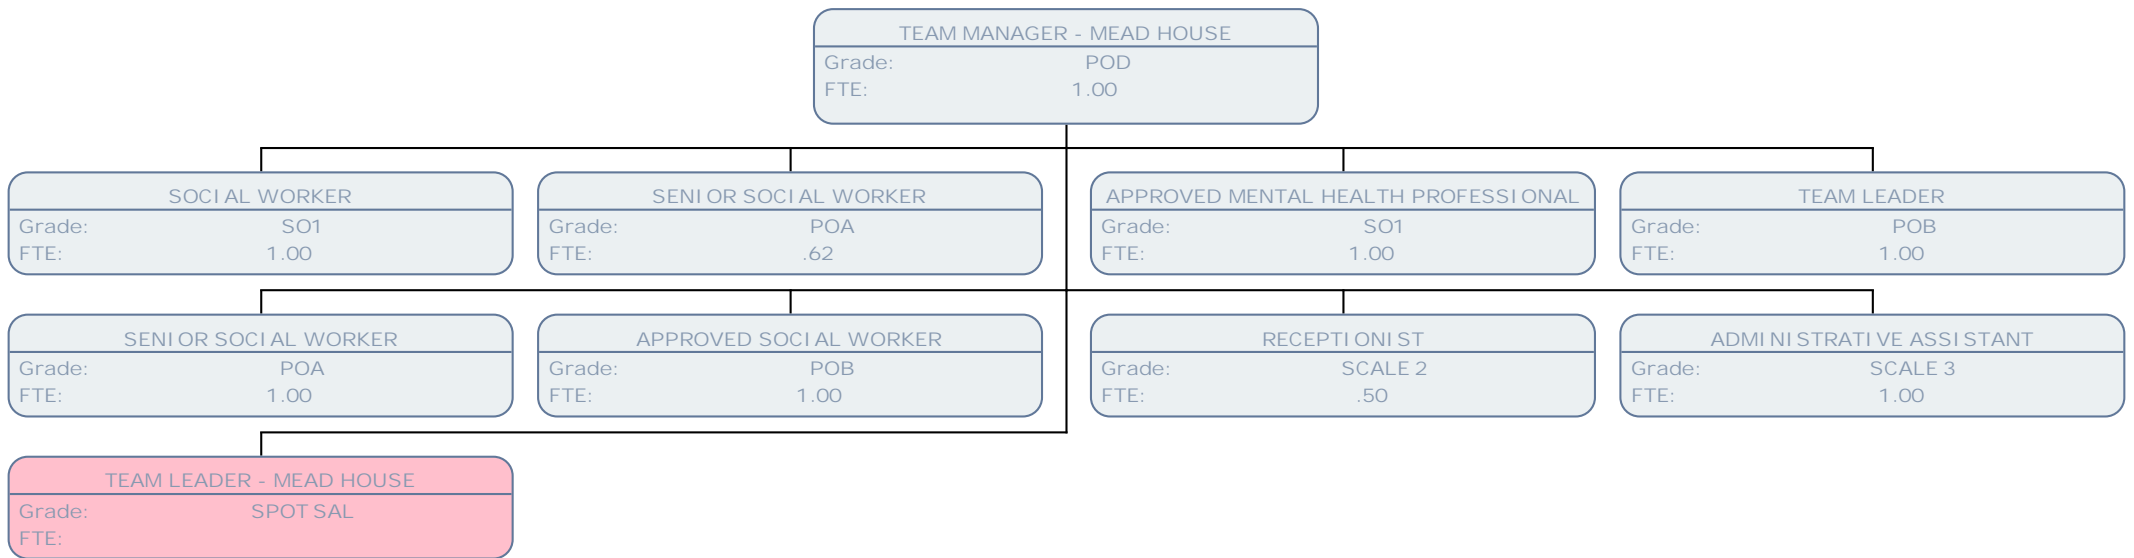 TEAM MANAGER - MEAD HOUSE
Grade: POD
FTE: 1.00
SOCIAL WORKER
Grade: SO1
FTE: 1.00
SENIOR SOCIAL WORKER
Grade: POA
FTE: .62
APPROVED MENTAL HEALTH PROFESSIONAL
Grade: SO1
FTE: 1.00
TEAM LEADER
Grade: POB
FTE: 1.00
SENIOR SOCIAL WORKER
Grade: POA
FTE: 1.00
APPROVED SOCIAL WORKER
Grade: POB
FTE: 1.00
RECEPTIONIST
Grade: SCALE 2
FTE: .50
ADMINISTRATIVE ASSISTANT
Grade: SCALE 3
FTE: 1.00
TEAM LEADER - MEAD HOUSE
Grade: SPOT SAL
FTE: